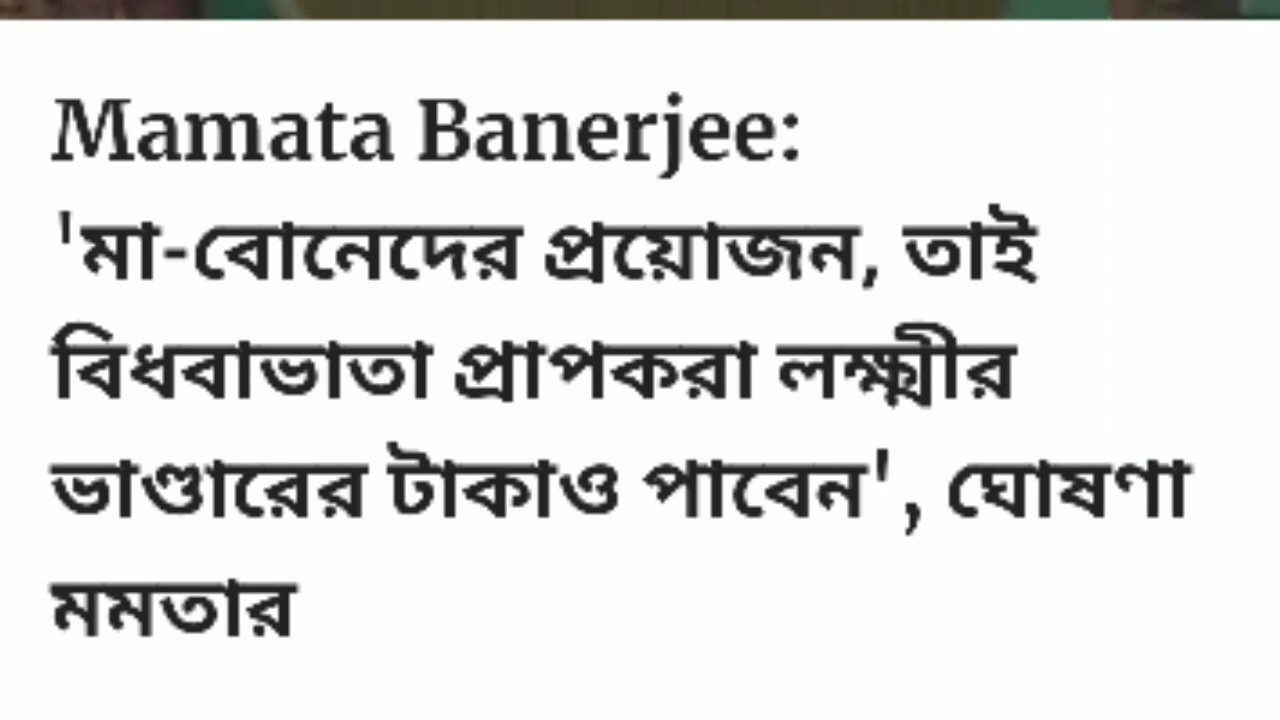 Mamata Banerjee:
'মা-বোনেদের প্রয়োজন, তাই
বিধবাভাতা প্রাপকরা লক্ষ্মীর
ভাণ্ডারের টাকাও পাবেন', ঘোষণা
মমতার